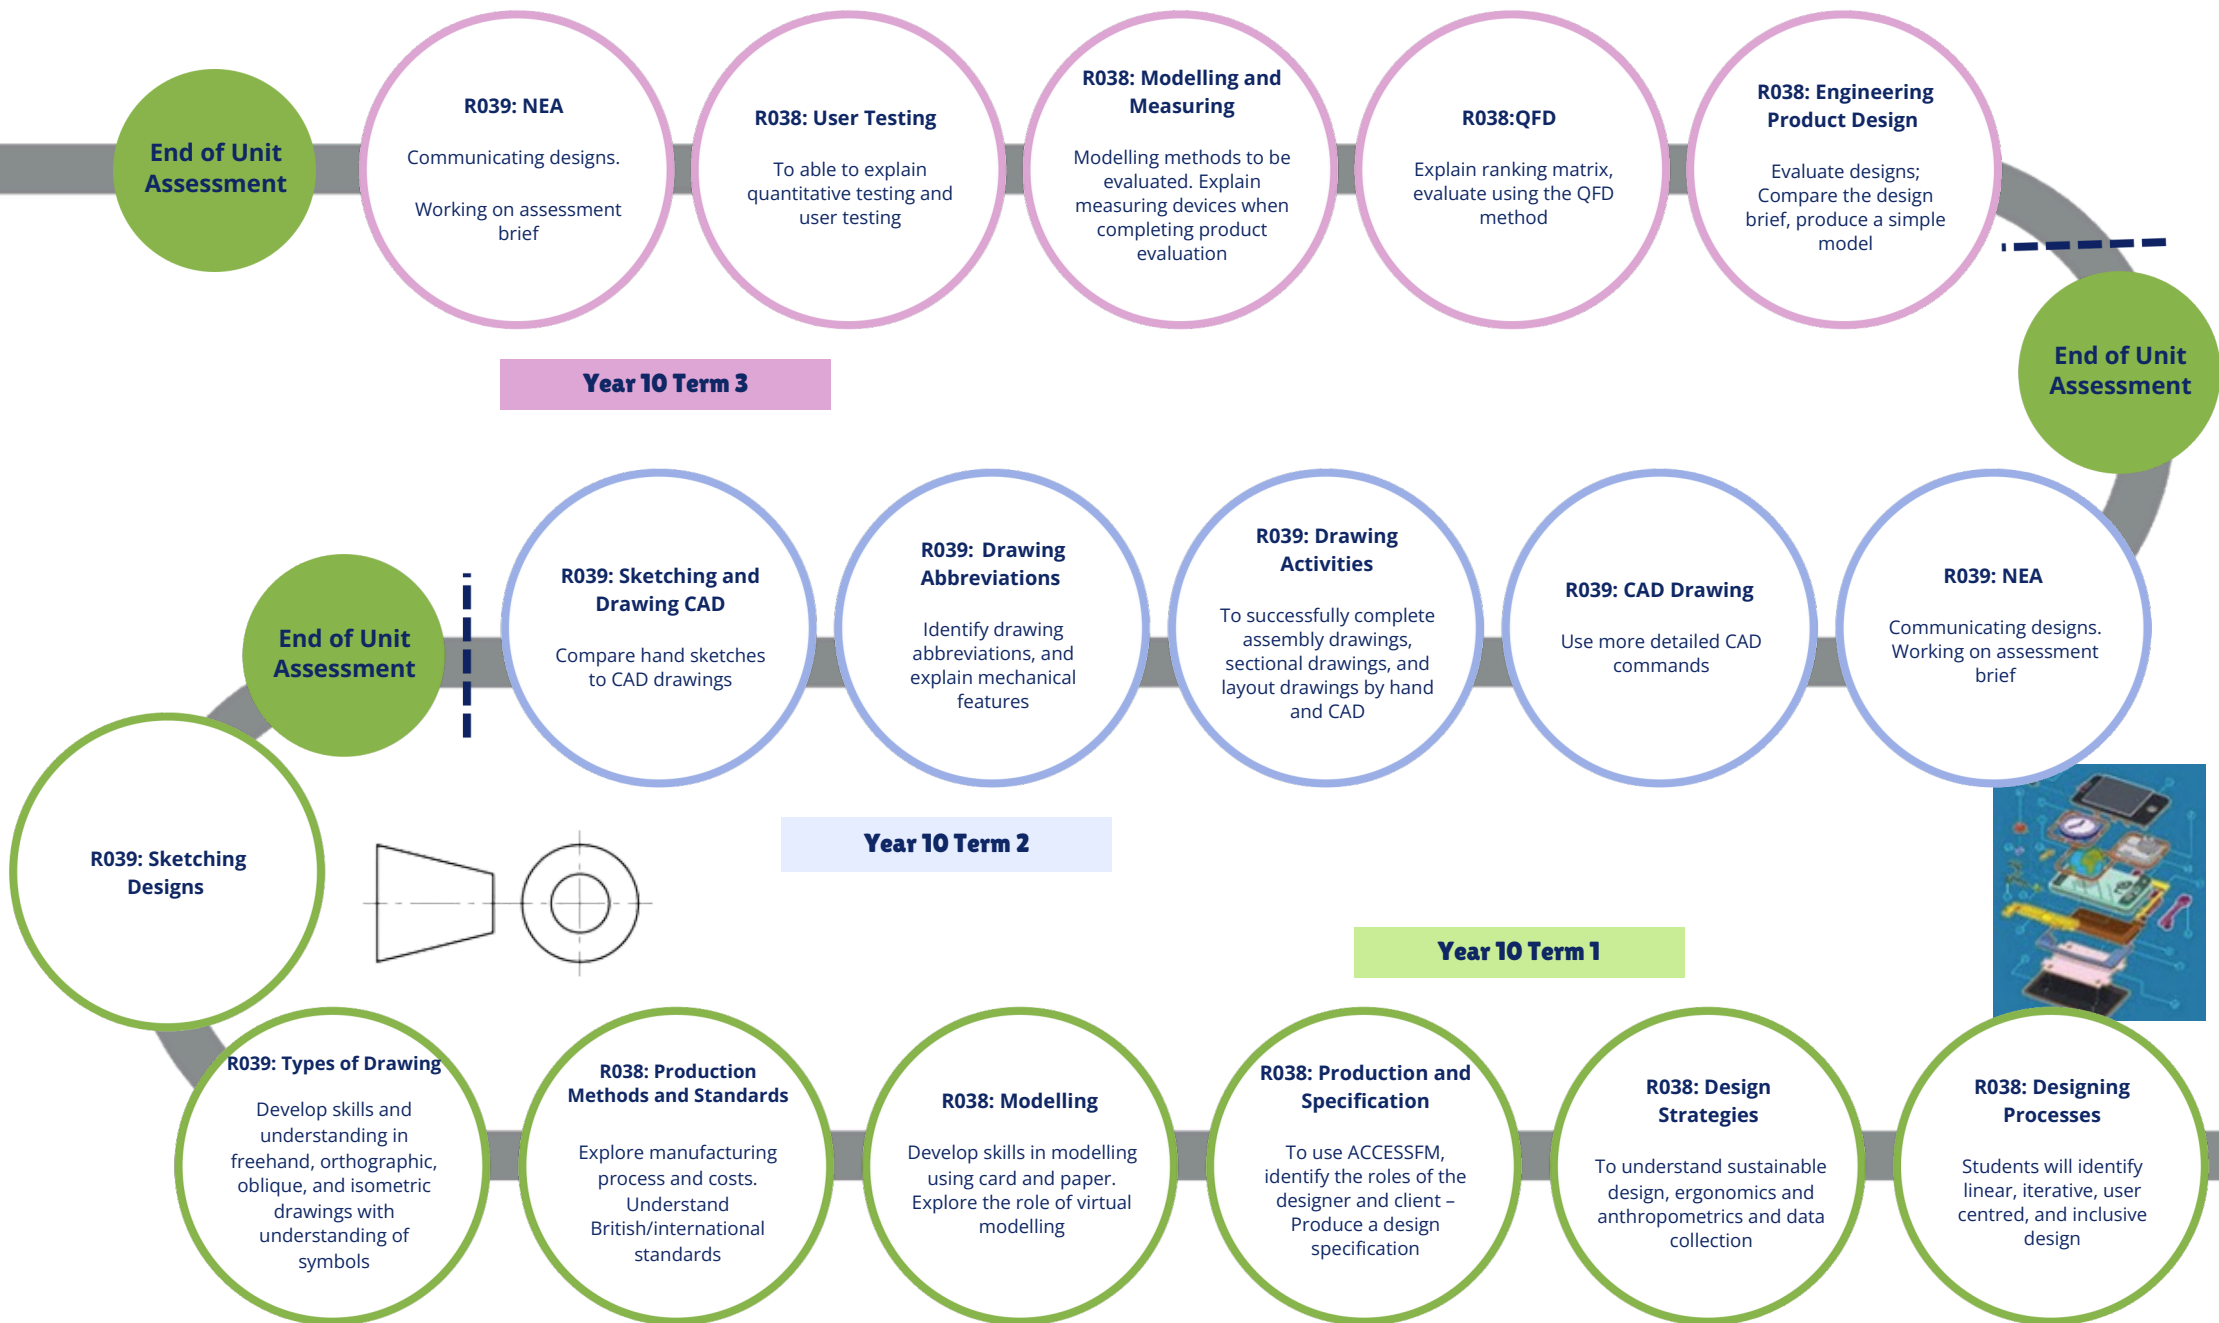 End of Unit
Assessment
R039: NEA
Communicating designs.
Working on assessment
brief
R038: User Testing
To able to explain
quantitative testing and
user testing
R038: Modelling and
Measuring
Modelling methods to be
evaluated. Explain
measuring devices when
completing product
evaluation
R038:QFD
Explain ranking matrix,
evaluate using the QFD
method
R038: Engineering
Product Design
Evaluate designs;
Compare the design
brief, produce a simple
model
End of Unit
Assessment
Year 10 Term 3
End of Unit
Assessment
R039: Sketching and
Drawing CAD
Compare hand sketches
to CAD drawings
R039: Drawing
Abbreviations
Identify drawing
abbreviations, and
explain mechanical
features
R039: Drawing
Activities
To successfully complete
assembly drawings,
sectional drawings, and
layout drawings by hand
and CAD
R039: CAD Drawing
Use more detailed CAD
commands
R039: NEA
Communicating designs.
Working on assessment
brief
Year 10 Term 2
R039: Sketching
Designs
Year 10 Term 1
R039: Types of Drawing
Develop skills and
understanding in
freehand, orthographic,
oblique, and isometric
drawings with
understanding of
symbols
R038: Production
Methods and Standards
Explore manufacturing
process and costs.
Understand
British/international
standards
R038: Modelling
Develop skills in modelling
using card and paper.
Explore the role of virtual
modelling
R038: Production and
Specification
To use ACCESSFM,
identify the roles of the
designer and client –
Produce a design
specification
R038: Design
Strategies
To understand sustainable
design, ergonomics and
anthropometrics and data
collection
R038: Designing
Processes
Students will identify
linear, iterative, user
centred, and inclusive
design